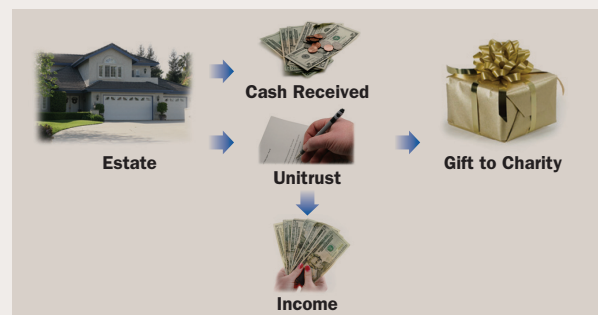 Cash Received
Estate
Unitrust
Gift to Charity
Income